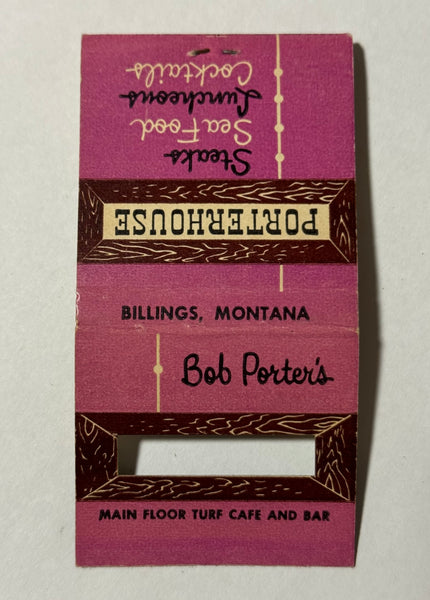 Steaks
Sea Food
Luncheons
Cocktails
PORTERHOUSE
BILLINGS, MONTANA
Bob Porter's
MAIN FLOOR TURF CAFE AND BAR